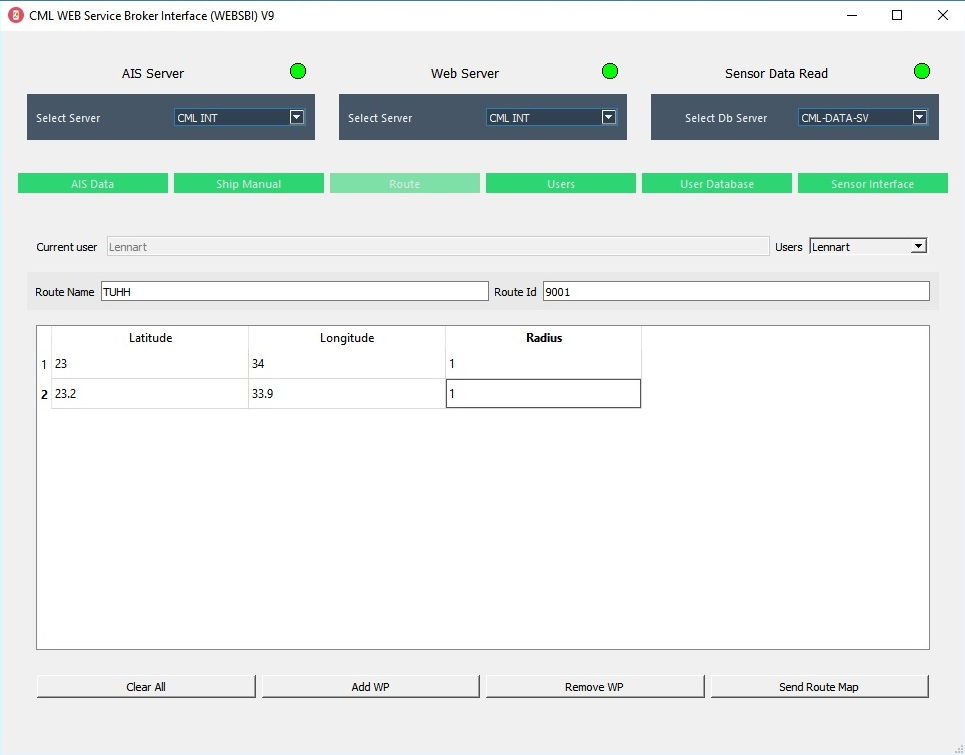 CML WEB Service Broker Interface (WEBSBI) V9
AIS Server Web Server Sensor Data Read
Select Server CML INT Select Server CML INT Select Db Server CML-DATA-SV
AIS Data Ship Manual Route Users User Database Sensor Interface
Current user Lennart Users Lennart
Route Name TUHH Route Id 9001
Latitude Longitude Radius
1 23 34 1
2 23.2 33.9 1
Clear All Add WP Remove WP Send Route Map